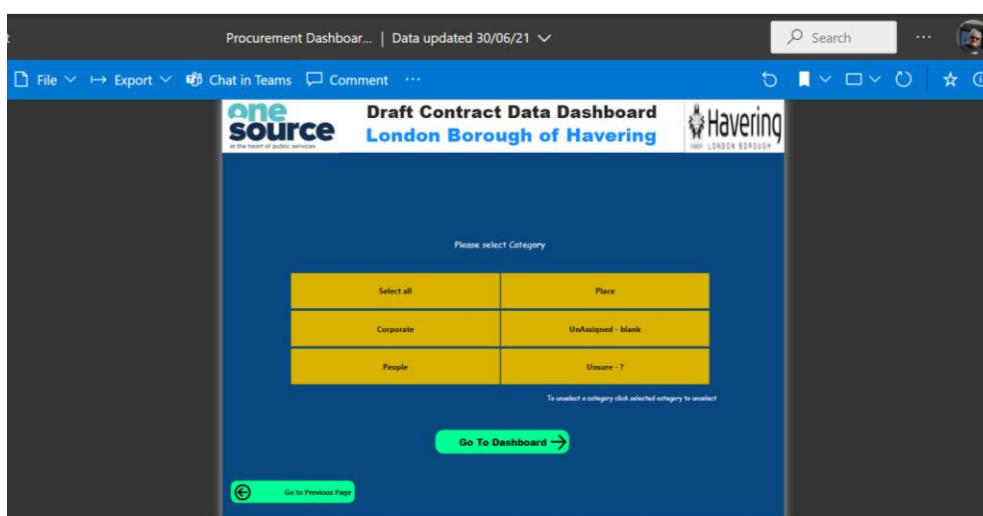 t
Procurement Dashboar... | Data updated 30/06/21
Search
File Export Chat in Teams Comment ...
one
source
at the heart of public services
Draft Contract Data Dashboard
London Borough of Havering
Havering
LONDON BOROUGH
Please select Category
Select all Place
Corporate UnAssigned - blank
People Unsure - ?
To unselect a category click selected category to unselect
Go To Dashboard
Go to Previous Page